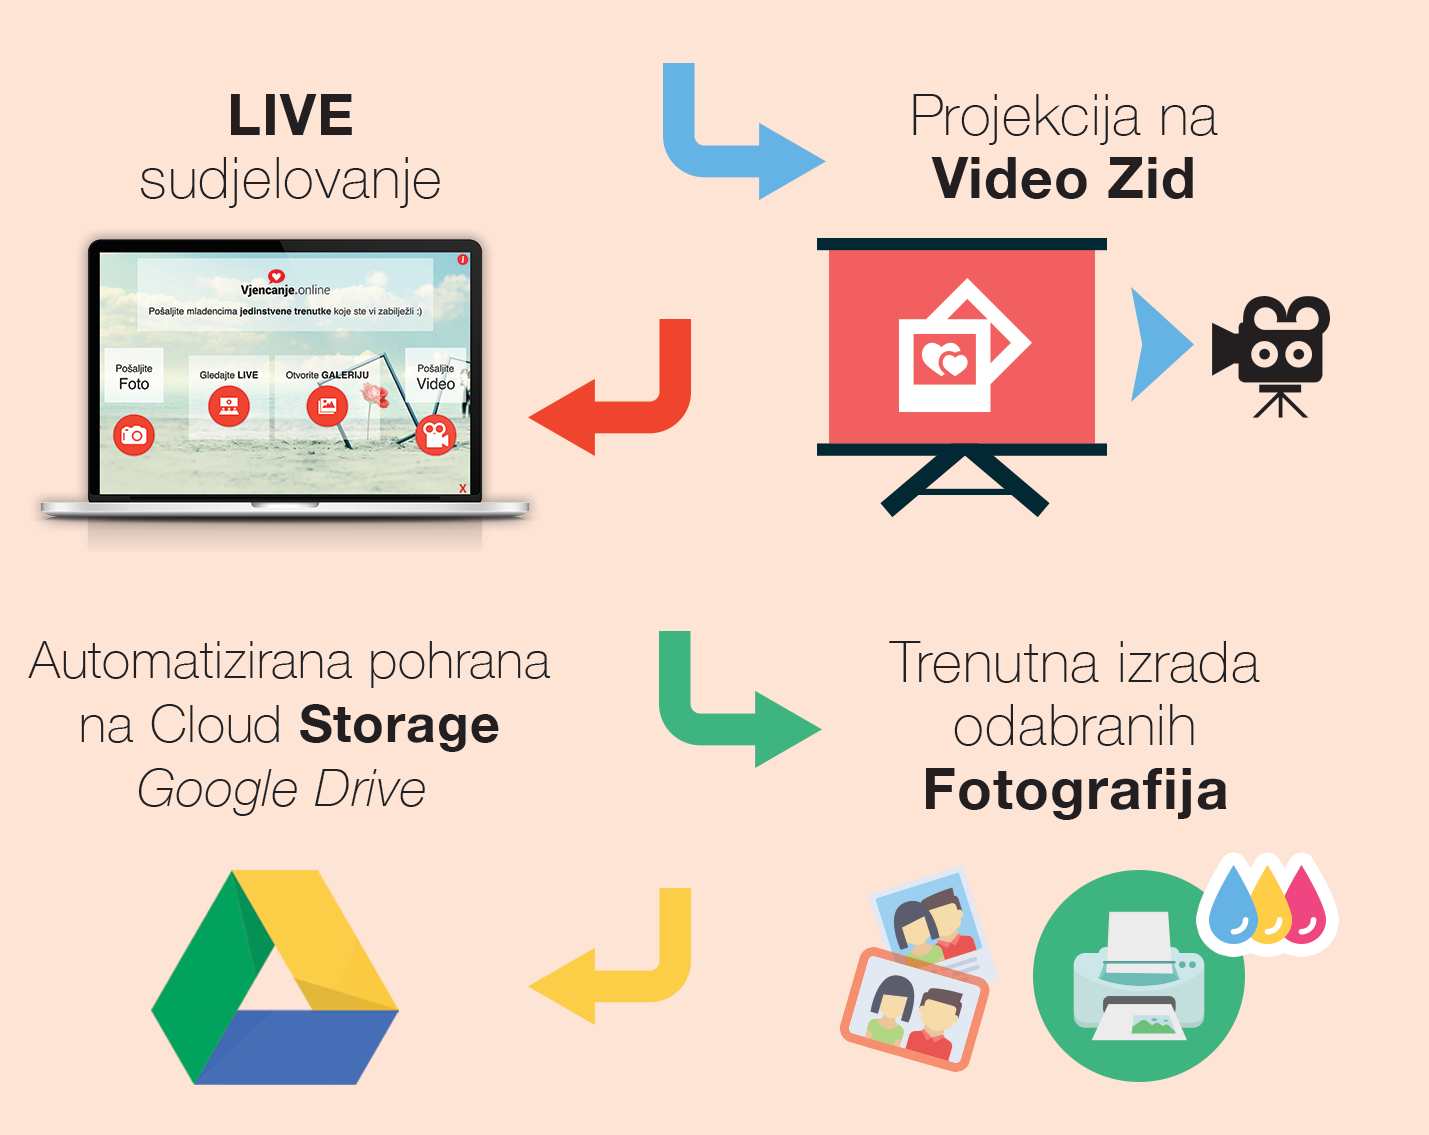 LIVE
sudjelovanje
Projekcija na
Video Zid
Vjencanje.online
Pošaljite mladencima jedinstvene trenutke koje ste vi zabilježli :)
Pošaljite
Foto
Gledajte LIVE
Otvorite GALERIJU
Pošaljite
Video
i
X
Automatizirana pohrana
na Cloud Storage
Google Drive
Trenutna izrada
odabranih
Fotografija